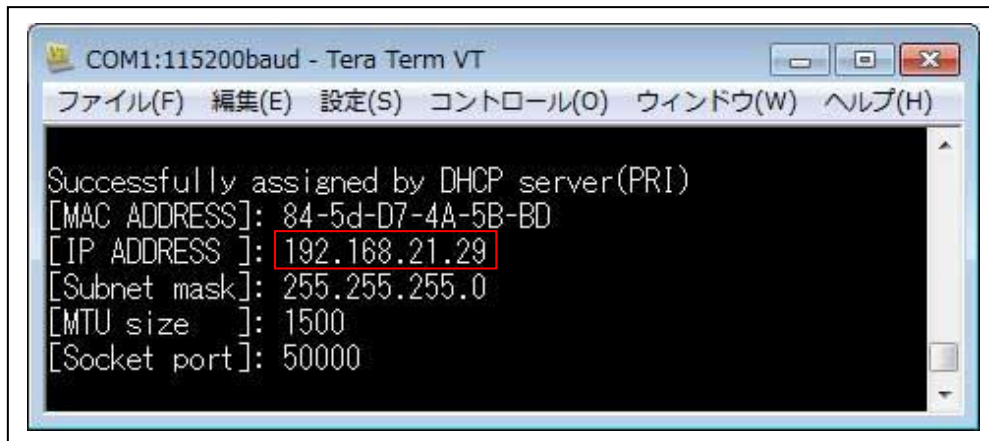 COM1:115200baud - Tera Term VT
ファイル(F) 編集(E) 設定(S) コントロール(O) ウィンドウ(W) ヘルプ(H)
Successfully assigned by DHCP server(PRI)
[MAC ADDRESS]: 84-5d-D7-4A-5B-BD
[IP ADDRESS ]: 192.168.21.29
[Subnet mask]: 255.255.255.0
[MTU size   ]: 1500
[Socket port]: 50000